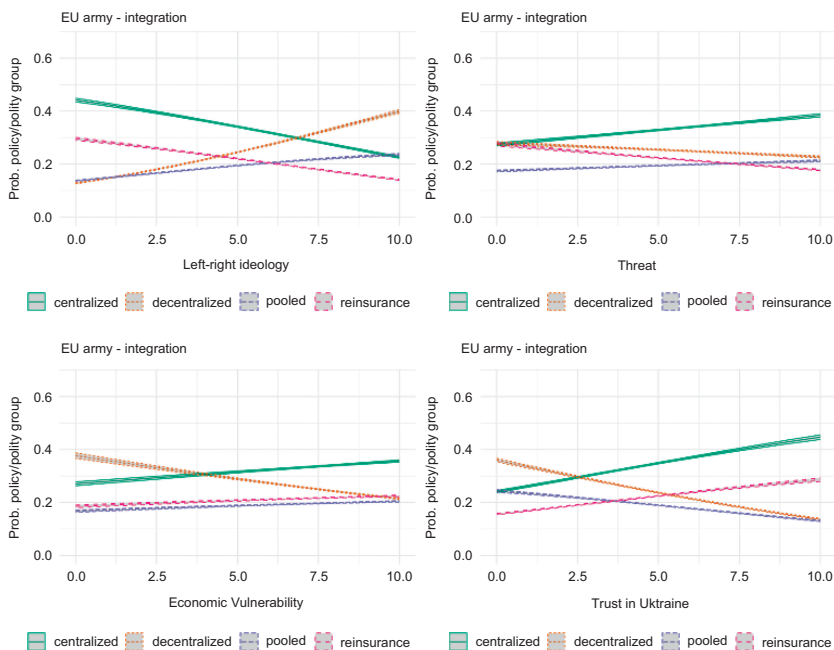 EU army - integration
Prob. policy/polity group
0.6
0.4
0.2
0.0
0.0 2.5 5.0 7.5 10.0
Left-right ideology
centralized decentralized pooled reinsurance
EU army - integration
Prob. policy/polity group
0.6
0.4
0.2
0.0
0.0 2.5 5.0 7.5 10.0
Threat
centralized decentralized pooled reinsurance
EU army - integration
Prob. policy/polity group
0.6
0.4
0.2
0.0
0.0 2.5 5.0 7.5 10.0
Economic Vulnerability
centralized decentralized pooled reinsurance
EU army - integration
Prob. policy/polity group
0.6
0.4
0.2
0.0
0.0 2.5 5.0 7.5 10.0
Trust in Uktraine
centralized decentralized pooled reinsurance